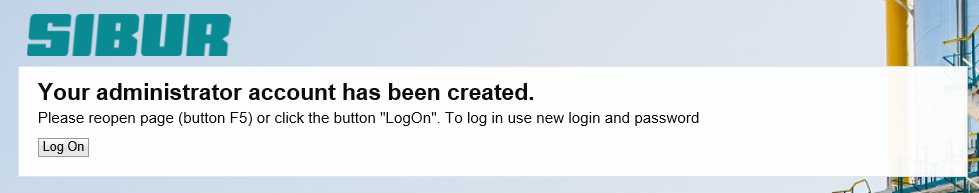 SIBUR
Your administrator account has been created.
Please reopen page (button F5) or click the button "LogOn". To log in use new login and password
Log On